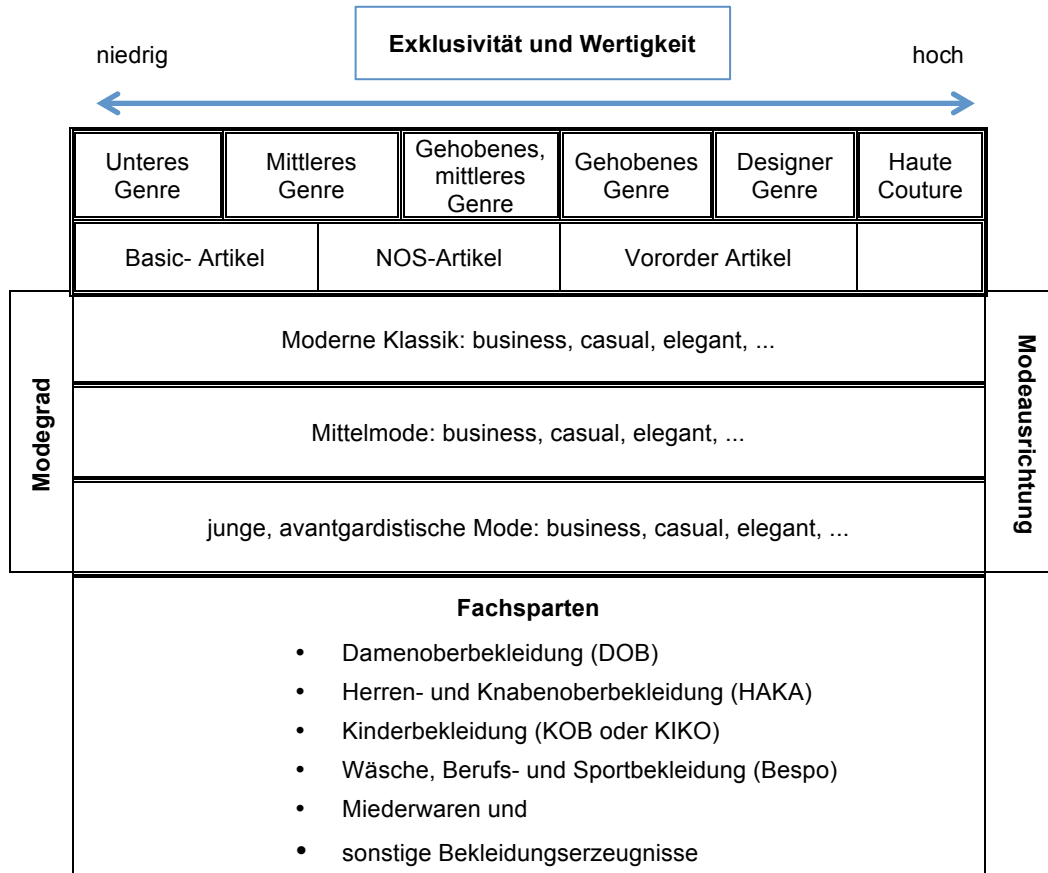 Exklusivität und Wertigkeit
niedrig
hoch
Unteres
Genre
Mittleres
Genre
Gehobenes,
mittleres
Genre
Gehobenes
Genre
Designer
Genre
Haute
Couture
Basic- Artikel
NOS-Artikel
Vororder Artikel
Modegrad
Moderne Klassik: business, casual, elegant, ...
Mittelmode: business, casual, elegant, ...
junge, avantgardistische Mode: business, casual, elegant, ...
Modeausrichtung
Fachsparten
• Damenoberbekleidung (DOB)
• Herren- und Knabenoberbekleidung (HAKA)
• Kinderbekleidung (KOB oder KIKO)
• Wäsche, Berufs- und Sportbekleidung (Bespo)
• Miederwaren und
• sonstige Bekleidungserzeugnisse